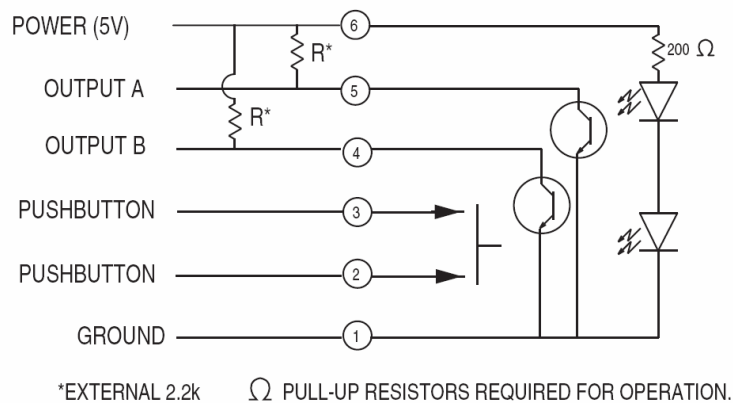 POWER (5V)
6
R*
200 Ω
OUTPUT A
5
R*
OUTPUT B
4
PUSHBUTTON
3
PUSHBUTTON
2
GROUND
1
*EXTERNAL 2.2k Ω PULL-UP RESISTORS REQUIRED FOR OPERATION.